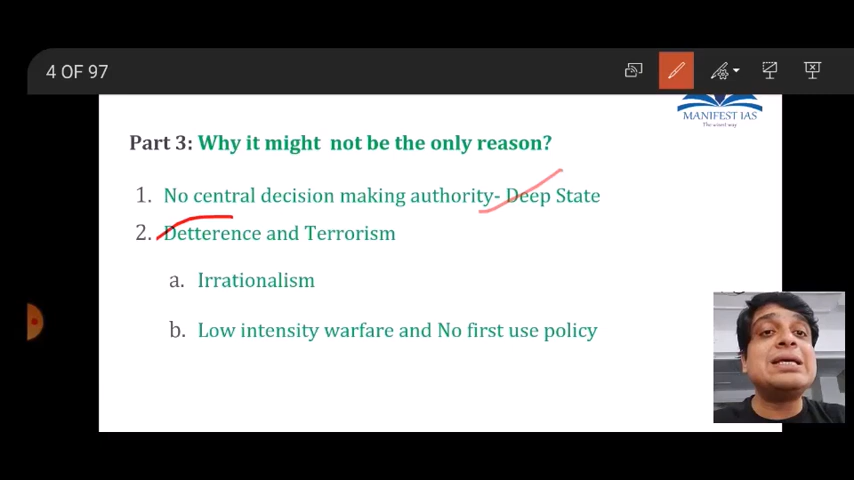 4 OF 97
MANIFEST IAS
Part 3: Why it might not be the only reason?
1. No central decision making authority- Deep State
2. Detterence and Terrorism
a. Irrationalism
b. Low intensity warfare and No first use policy